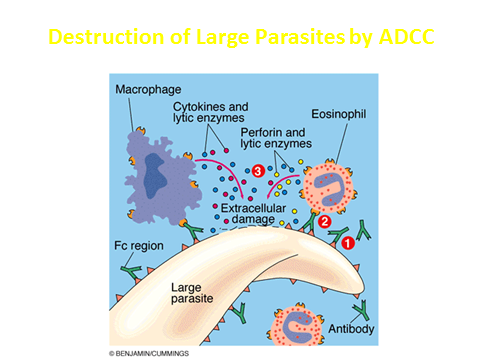 Destruction of Large Parasites by ADCC
Macrophage
Cytokines and
lytic enzymes
Eosinophil
Perforin and
lytic enzymes
3
Extracellular
damage
2
1
Fc region
Large
parasite
Antibody
© BENJAMIN/CUMMINGS